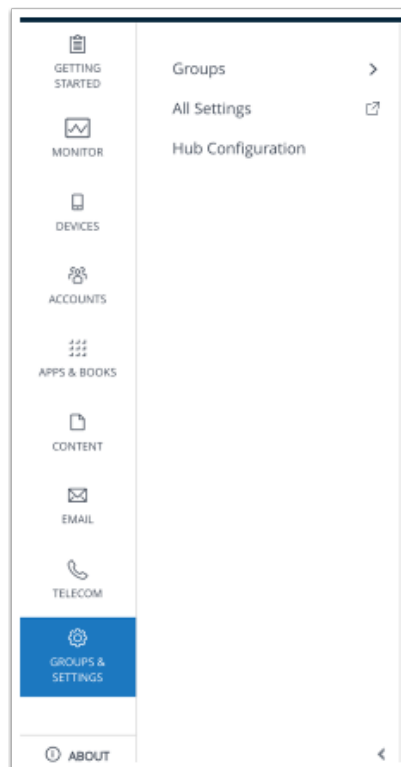 GETTING
STARTED
MONITOR
DEVICES
ACCOUNTS
APPS & BOOKS
CONTENT
EMAIL
TELECOM
GROUPS &
SETTINGS
ABOUT
Groups
All Settings
Hub Configuration